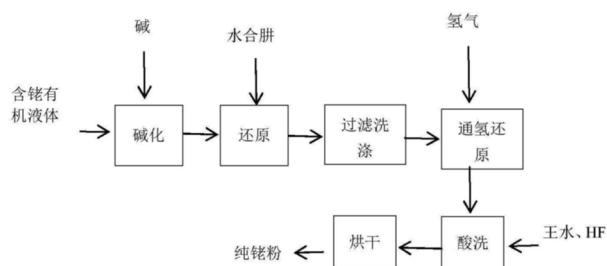 碱
水合肼
氢气
含铑有
机液体
碱化
还原
过滤洗
涤
通氢还
原
王水、HF
酸洗
烘干
纯铑粉